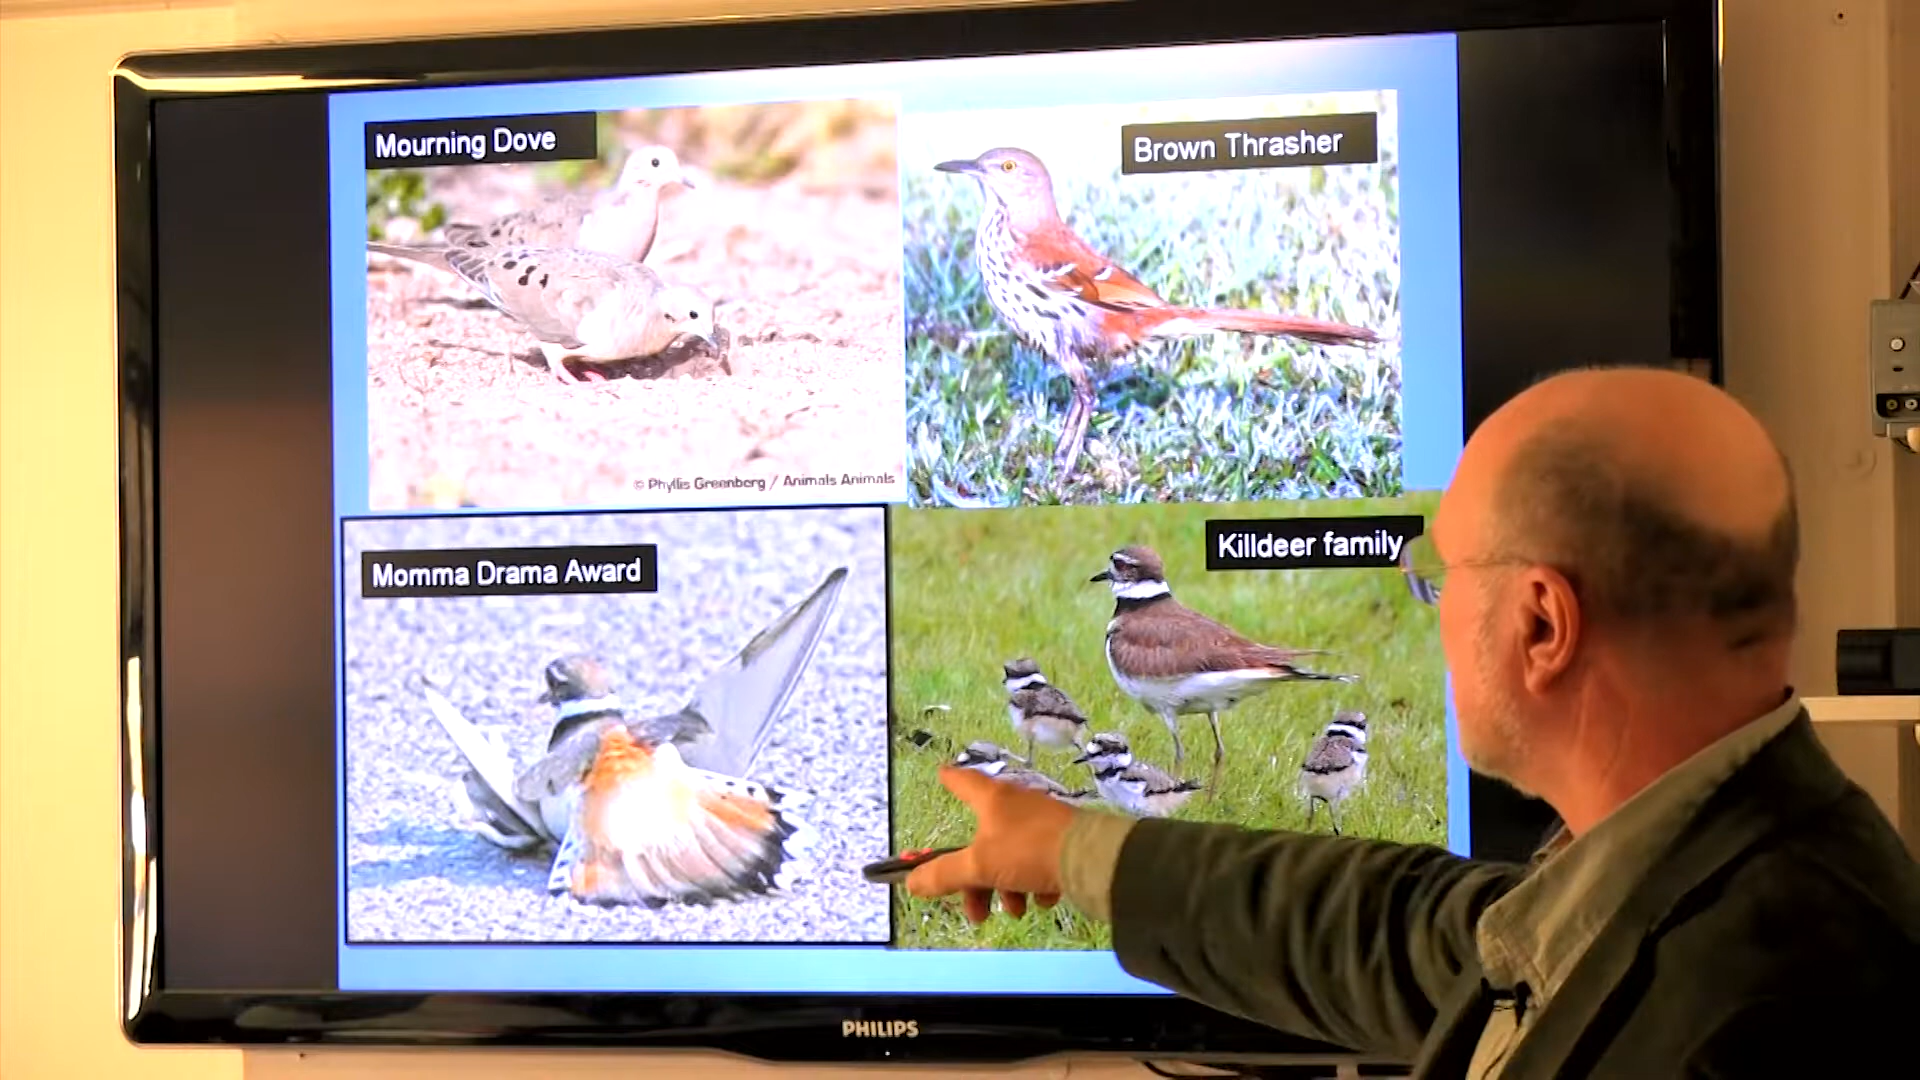 Mourning Dove
Brown Thrasher
© Phyllis Greenberg / Animals Animals
Momma Drama Award
Killdeer family
PHILIPS